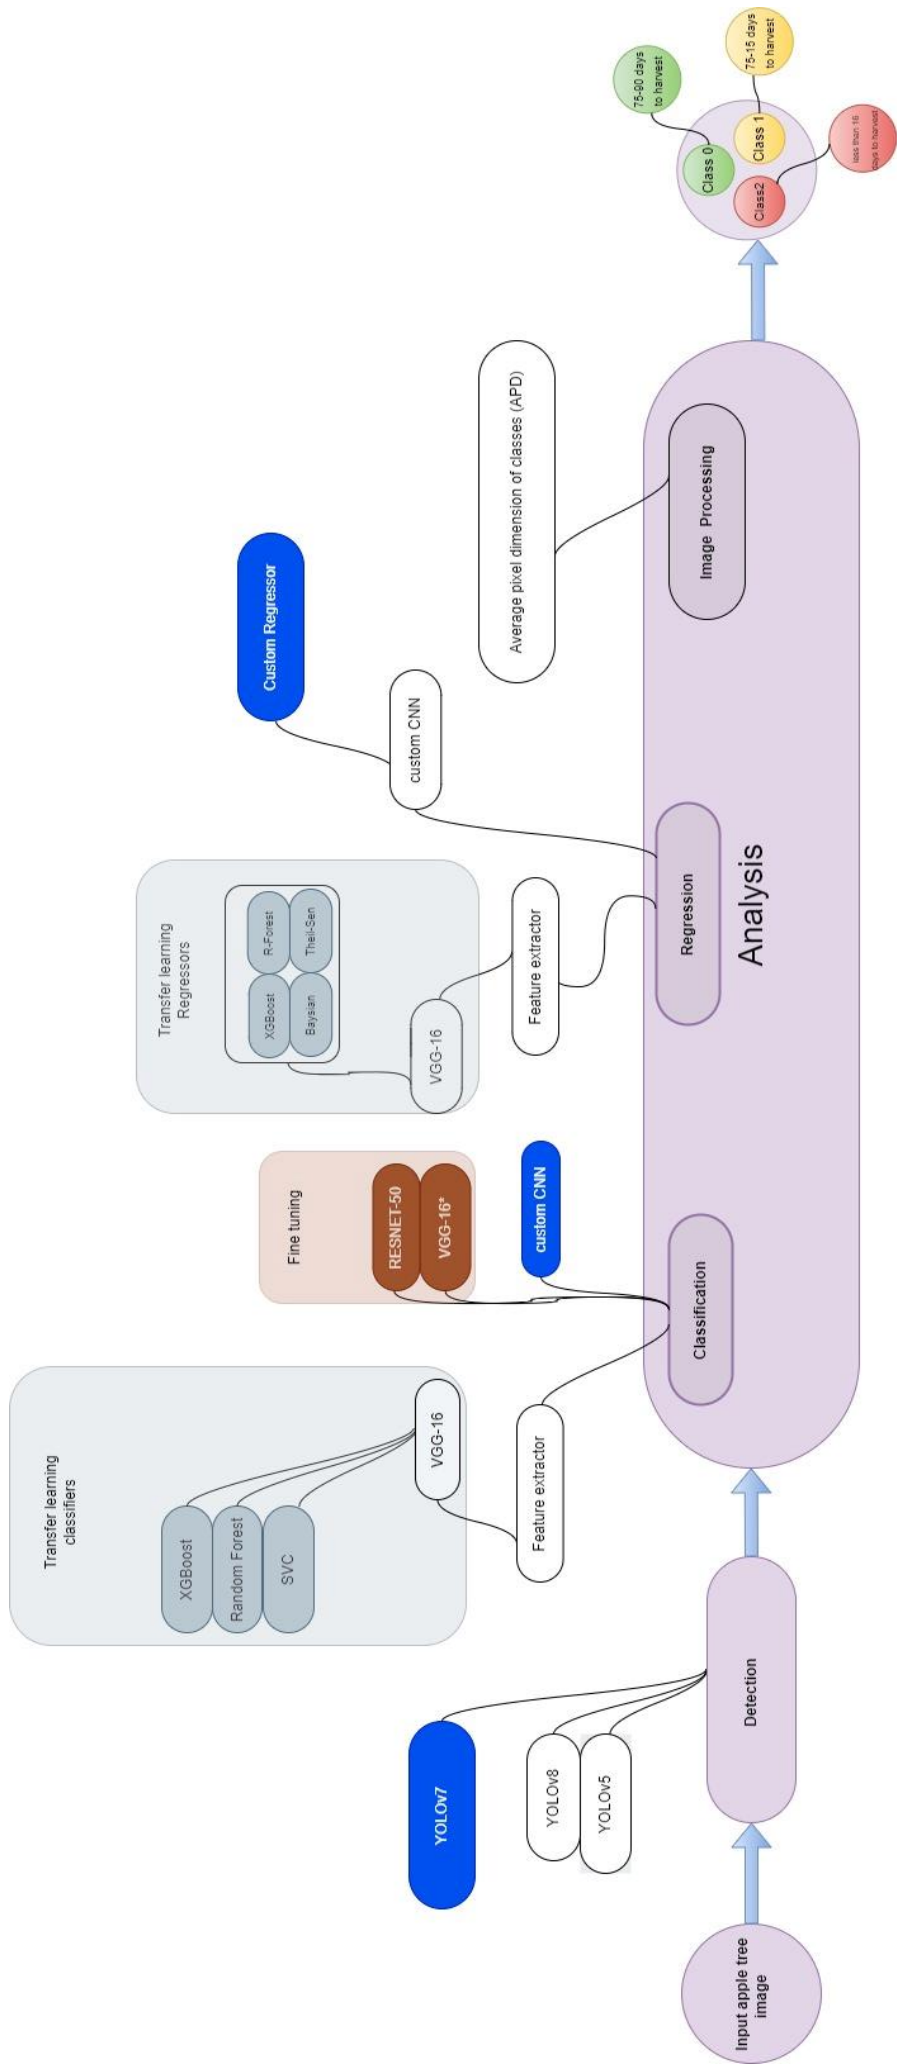 Input apple tree
image
Detection
YOLOv7
YOLOv8
YOLOv5
Analysis
Classification
Feature extractor
VGG-16
Transfer learning
classifiers
XGBoost
Random Forest
SVC
Fine tuning
RESNET-50
VGG-16*
custom CNN
Regression
Feature extractor
VGG-16
Transfer learning
Regressors
XGBoost
R-Forest
Baysian
Theil-Sen
custom CNN
Custom Regressor
Image Processing
Average pixel dimension of classes (APD)
Class 0
75-90 days
to harvest
Class 1
75-15 days
to harvest
Class2
less than 16
days to harvest